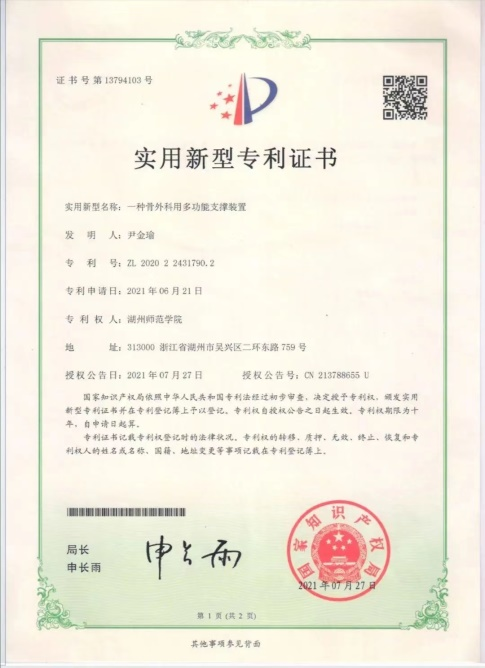 证书号第13794103号
实用新型专利证书
实用新型名称：一种骨外科用多功能支撑装置
发明人：尹金瑜
专利号：ZL 2020 2 2431790.2
专利申请日：2021年06月21日
专利权人：湖州师范学院
地址：313000 浙江省湖州市吴兴区二环东路759号
授权公告日：2021年07月27日 授权公告号：CN 213788655 U
国家知识产权局依照中华人民共和国专利法经过初步审查，决定授予专利权，颁发实用
新型专利证书并在专利登记簿上予以登记。专利权自授权公告之日起生效。专利权期限为十
年，自申请日起算。
专利证书记载专利权登记时的法律状况。专利权的转移、质押、无效、终止、恢复和专
利权人的姓名或名称、国籍、地址变更等事项记载在专利登记簿上。
局长
申长雨
申长雨
国家知识产权局
2021年07月27日
第1页(共2页)
其他事项参见背面